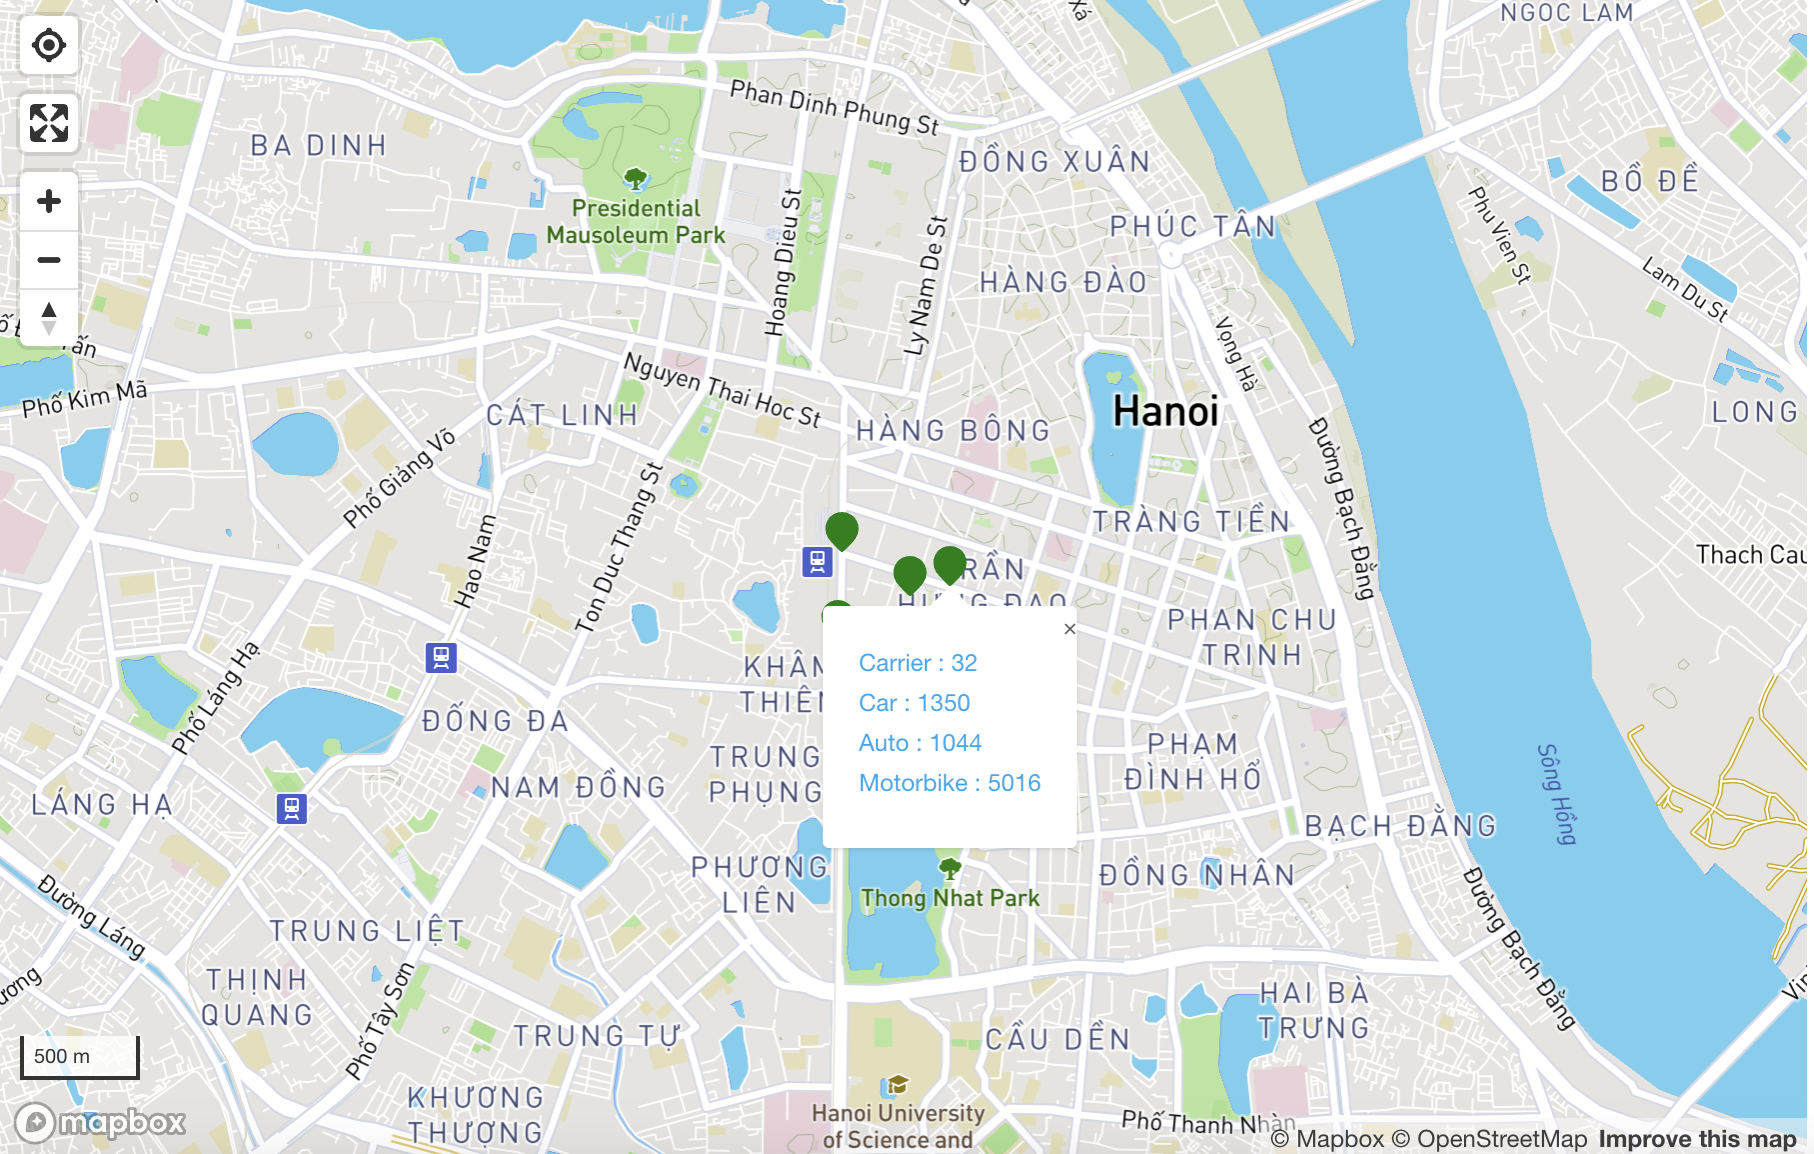 NGOC LAM
Xá
Phan Dinh Phung St
BA DINH
ĐỒNG XUÂN
BỒ ĐỀ
Presidential
Mausoleum Park
PHÚC TÂN
Phu Vien St
Hoang Dieu St
Ly Nam De St
HÀNG ĐÀO
Lam Du St
Vọng Hà
Phố Kim Mã
Nguyen Thai Hoc St
CÁT LINH
HÀNG BÔNG
Hanoi
LONG
Phố Giảng Võ
Đường Bạch Đằng
Ton Duc Thang St
Hao Nam
TRÀNG TIỀN
Thach Cau
RẦN
HƯNG ĐẠO
PHAN CHU
TRINH
×
KHÂM
THIÊN
Carrier : 32
Car : 1350
Auto : 1044
Motorbike : 5016
Phố Láng Hạ
ĐỐNG ĐA
TRUNG
PHỤNG
PHẠM
ĐÌNH HỔ
Sông Hồng
NAM ĐỒNG
LÁNG HẠ
BẠCH ĐẰNG
PHƯƠNG
LIÊN
Thong Nhat Park
ĐỒNG NHÂN
Đường Láng
TRUNG LIỆT
Đường Bạch Đằng
THỊNH
QUANG
ương
Phố Tây Sơn
HAI BÀ
TRƯNG
TRUNG TỰ
CẦU DỀN
500 m
KHƯƠNG
THƯỢNG
Hanoi University
of Science and
Phố Thanh Nhàn
mapbox
© Mapbox © OpenStreetMap Improve this map